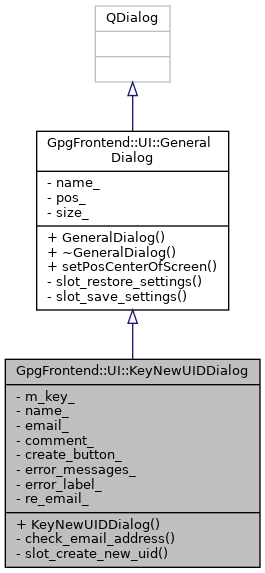 QDialog
GpgFrontend::UI::General
Dialog
- name_
- pos_
- size_
+ GeneralDialog()
+ ~GeneralDialog()
+ setPosCenterOfScreen()
- slot_restore_settings()
- slot_save_settings()
GpgFrontend::UI::KeyNewUIDDialog
- m_key_
- name_
- email_
- comment_
- create_button_
- error_messages_
- error_label_
- re_email_
+ KeyNewUIDDialog()
- check_email_address()
- slot_create_new_uid()